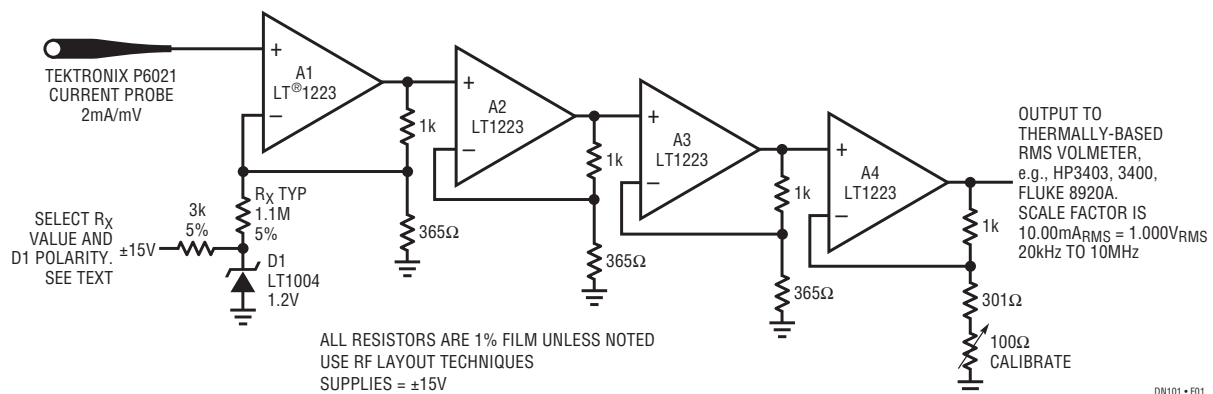 TEKTRONIX P6021
CURRENT PROBE
2mA/mV
+
A1
LT®1223
−
1k
365Ω
RX TYP
1.1M
5%
SELECT RX
VALUE AND
D1 POLARITY.
SEE TEXT
±15V
3k
5%
D1
LT1004
1.2V
+
A2
LT1223
−
1k
365Ω
+
A3
LT1223
−
1k
365Ω
+
A4
LT1223
−
1k
301Ω
100Ω
CALIBRATE
OUTPUT TO
THERMALLY-BASED
RMS VOLMETER,
e.g., HP3403, 3400,
FLUKE 8920A.
SCALE FACTOR IS
10.00mARMS = 1.000VRMS
20kHz TO 10MHz
ALL RESISTORS ARE 1% FILM UNLESS NOTED
USE RF LAYOUT TECHNIQUES
SUPPLIES = ±15V
DN101 • F01